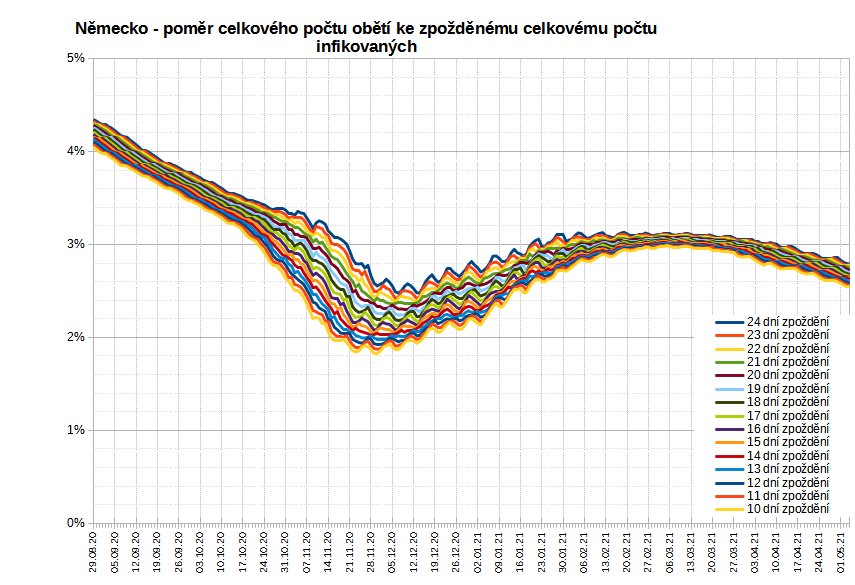 Německo - poměr celkového počtu obětí ke zpožděnému celkovému počtu
infikovaných
5%
4%
3%
2%
1%
0%
24 dní zpoždění
23 dní zpoždění
22 dní zpoždění
21 dní zpoždění
20 dní zpoždění
19 dní zpoždění
18 dní zpoždění
17 dní zpoždění
16 dní zpoždění
15 dní zpoždění
14 dní zpoždění
13 dní zpoždění
12 dní zpoždění
11 dní zpoždění
10 dní zpoždění
29.08.20
05.09.20
12.09.20
19.09.20
26.09.20
03.10.20
10.10.20
17.10.20
24.10.20
31.10.20
07.11.20
14.11.20
21.11.20
28.11.20
05.12.20
12.12.20
19.12.20
26.12.20
02.01.21
09.01.21
16.01.21
23.01.21
30.01.21
06.02.21
13.02.21
20.02.21
27.02.21
06.03.21
13.03.21
20.03.21
27.03.21
03.04.21
10.04.21
17.04.21
24.04.21
01.05.21